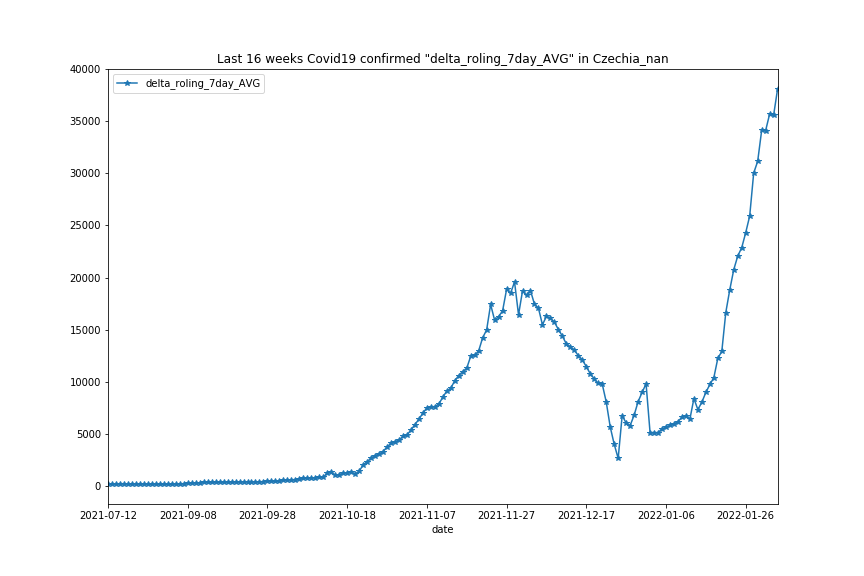 Last 16 weeks Covid19 confirmed "delta_roling_7day_AVG" in Czechia_nan
delta_roling_7day_AVG
40000
35000
30000
25000
20000
15000
10000
5000
0
2021-07-12 2021-09-08 2021-09-28 2021-10-18 2021-11-07 2021-11-27 2021-12-17 2022-01-06 2022-01-26
date